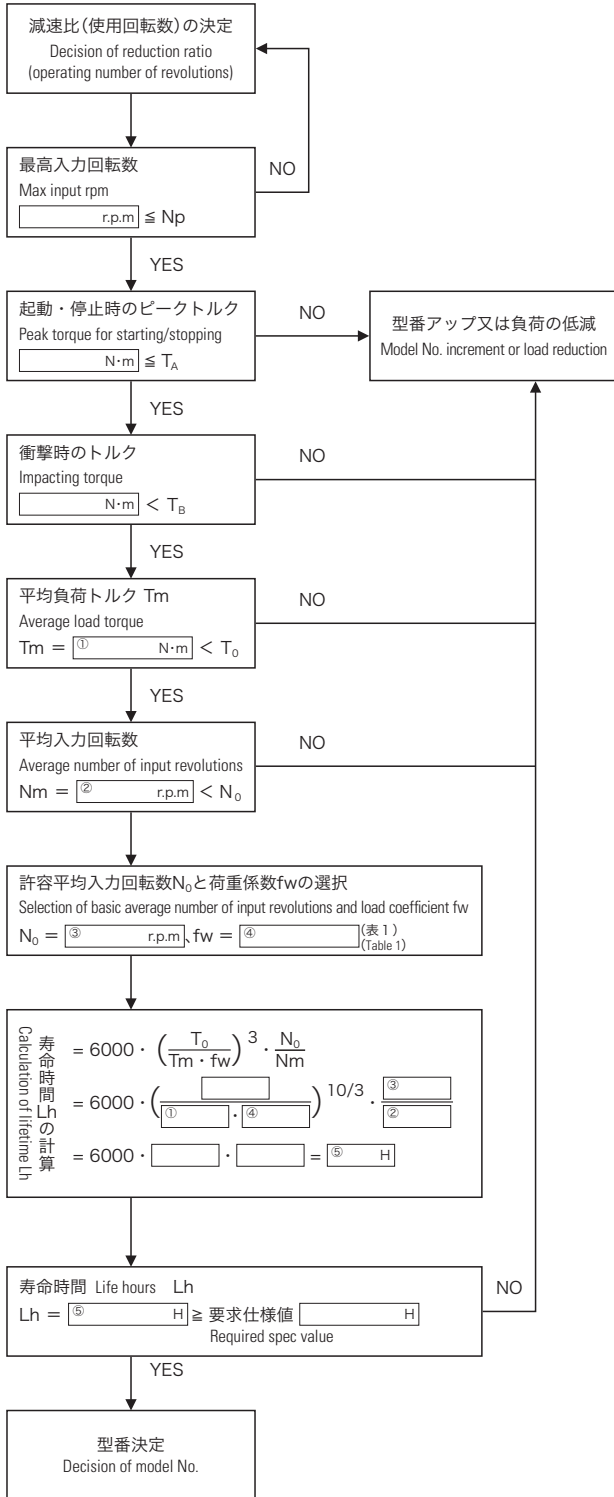 減速比(使用回転数)の決定
Decision of reduction ratio
(operating number of revolutions)
最高入力回転数
Max input rpm
r.p.m ≦ Np
NO
YES
起動・停止時のピークトルク
Peak torque for starting/stopping
N·m ≦ TA
NO
型番アップ又は負荷の低減
Model No. increment or load reduction
YES
衝撃時のトルク
Impacting torque
N·m < TB
NO
YES
平均負荷トルク Tm
Average load torque
Tm = ① N·m < T0
NO
YES
平均入力回転数
Average number of input revolutions
Nm = ② r.p.m < N0
NO
許容平均入力回転数N0と荷重係数fwの選択
Selection of basic average number of input revolutions and load coefficient fw
N0 = ③ r.p.m、fw = ④ (表1)
(Table 1)
寿命時間Lhの計算
Calculation of lifetime Lh
= 6000 · (T0 / Tm · fw) 3 · N0 / Nm
= 6000 · ( / ① · ④) 10/3 · ③ / ②
= 6000 · · = ⑤ H
寿命時間 Life hours Lh
Lh = ⑤ H ≧ 要求仕様値 H
Required spec value
NO
YES
型番決定
Decision of model No.